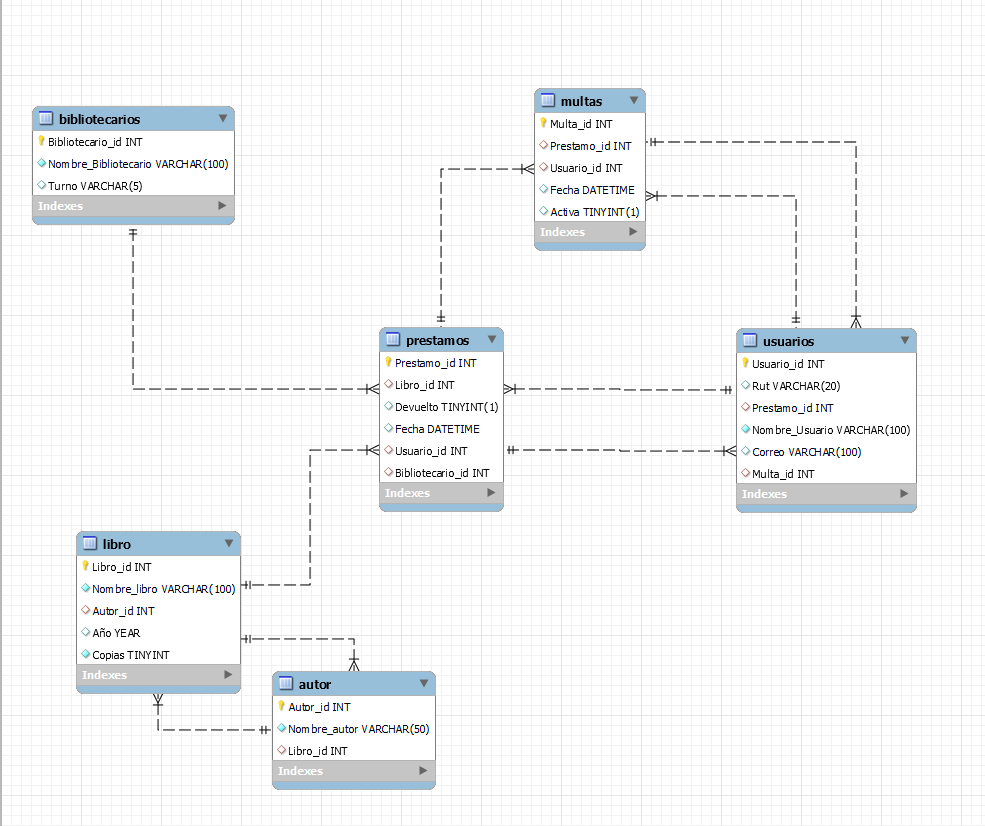 bibliotecarios
Bibliotecario_id INT
Nombre_Bibliotecario VARCHAR(100)
Turno VARCHAR(5)
Indexes
multas
Multa_id INT
Prestamo_id INT
Usuario_id INT
Fecha DATETIME
Activa TINYINT(1)
Indexes
prestamos
Prestamo_id INT
Libro_id INT
Devuelto TINYINT(1)
Fecha DATETIME
Usuario_id INT
Bibliotecario_id INT
Indexes
usuarios
Usuario_id INT
Rut VARCHAR(20)
Prestamo_id INT
Nombre_Usuario VARCHAR(100)
Correo VARCHAR(100)
Multa_id INT
Indexes
libro
Libro_id INT
Nombre_libro VARCHAR(100)
Autor_id INT
Año YEAR
Copias TINYINT
Indexes
autor
Autor_id INT
Nombre_autor VARCHAR(50)
Libro_id INT
Indexes